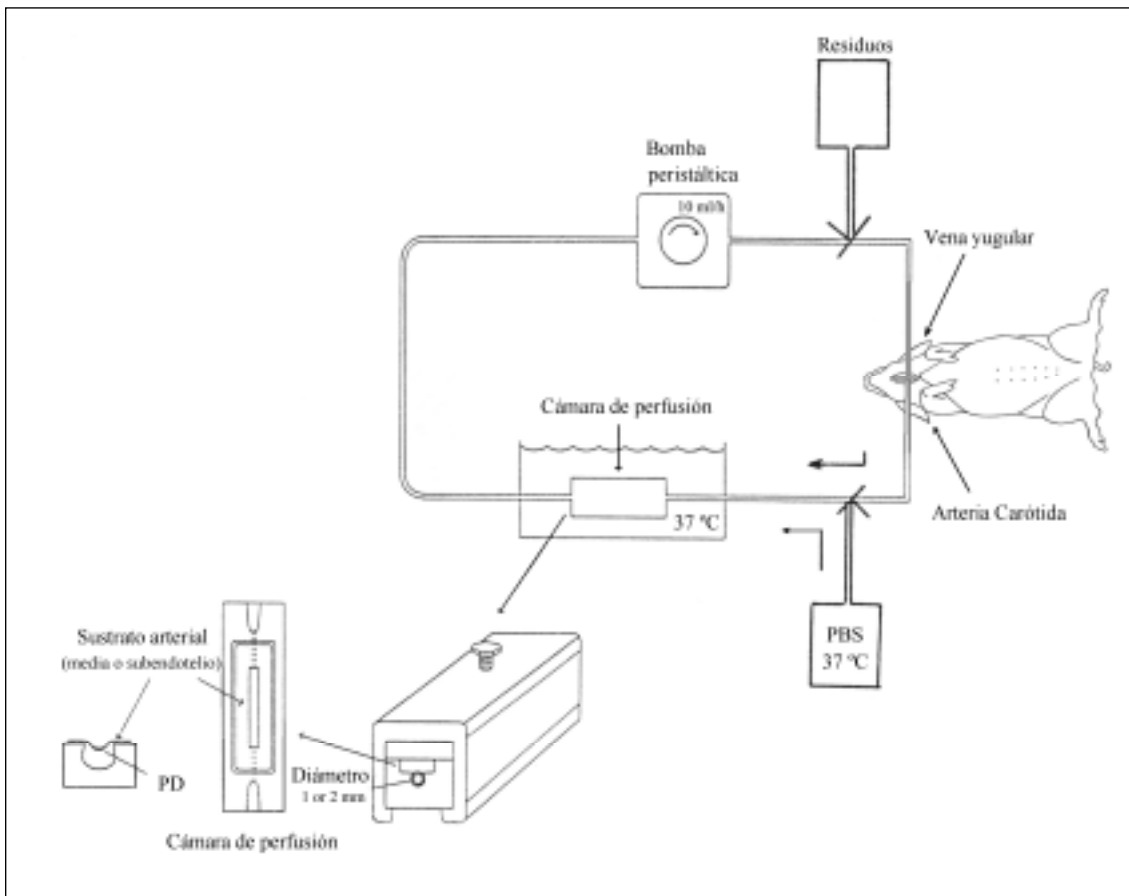 Residuos
Bomba
peristáltica
10 ml/h
Vena yugular
Cámara de perfusión
37 ºC
Arteria Carótida
PBS
37 ºC
Sustrato arterial
(media o subendotelio)
PD
Diámetro
1 or 2 mm
Cámara de perfusión